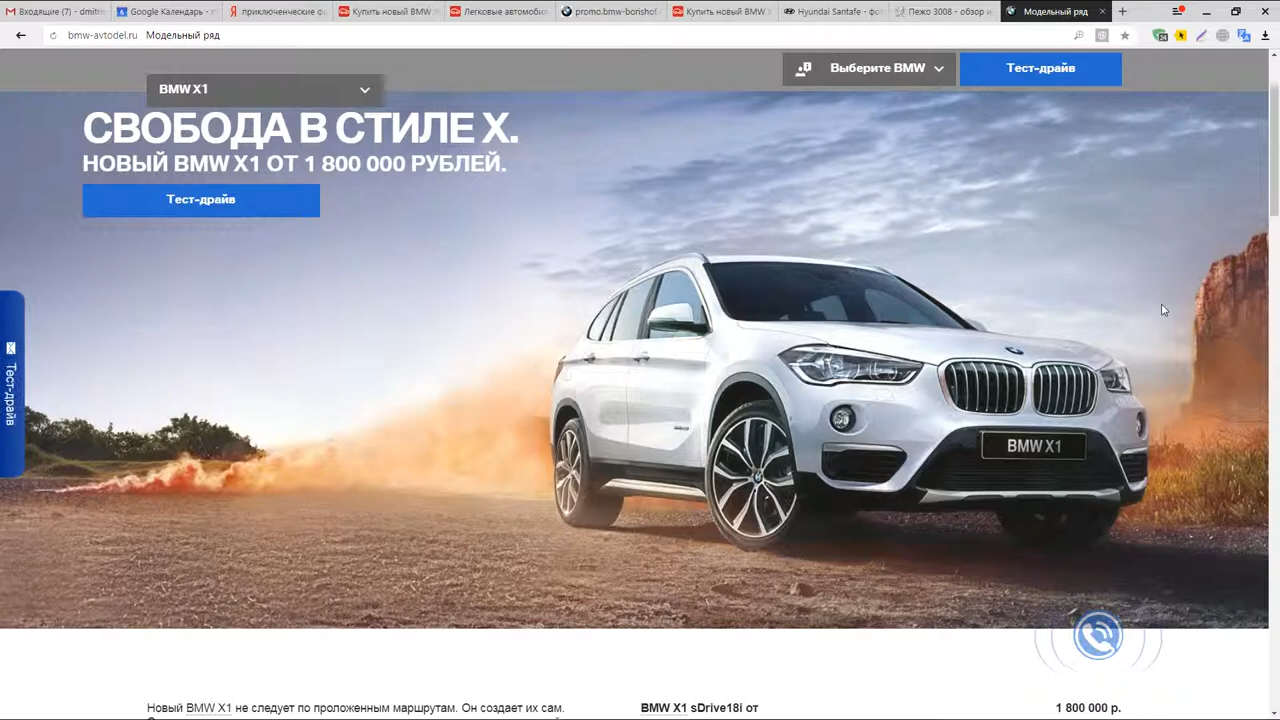 Входящие (7) - dmitri
Google Календарь - г
приключенческие ф
Купить новый BMW
Легковые автомоби
promo.bmw-borishof.
Купить новый BMW
Hyundai Santafe - фо
Пежо 3008 - обзор и
Модельный ряд
bmw-avtodel.ru Модельный ряд
BMW X1
Выберите BMW
Тест-драйв
СВОБОДА В СТИЛЕ X.
НОВЫЙ BMW X1 ОТ 1 800 000 РУБЛЕЙ.
Тест-драйв
Тест-драйв
BMW X1
Новый BMW X1 не следует по проложенным маршрутам. Он создает их сам.
BMW X1 sDrive18i от
1 800 000 р.